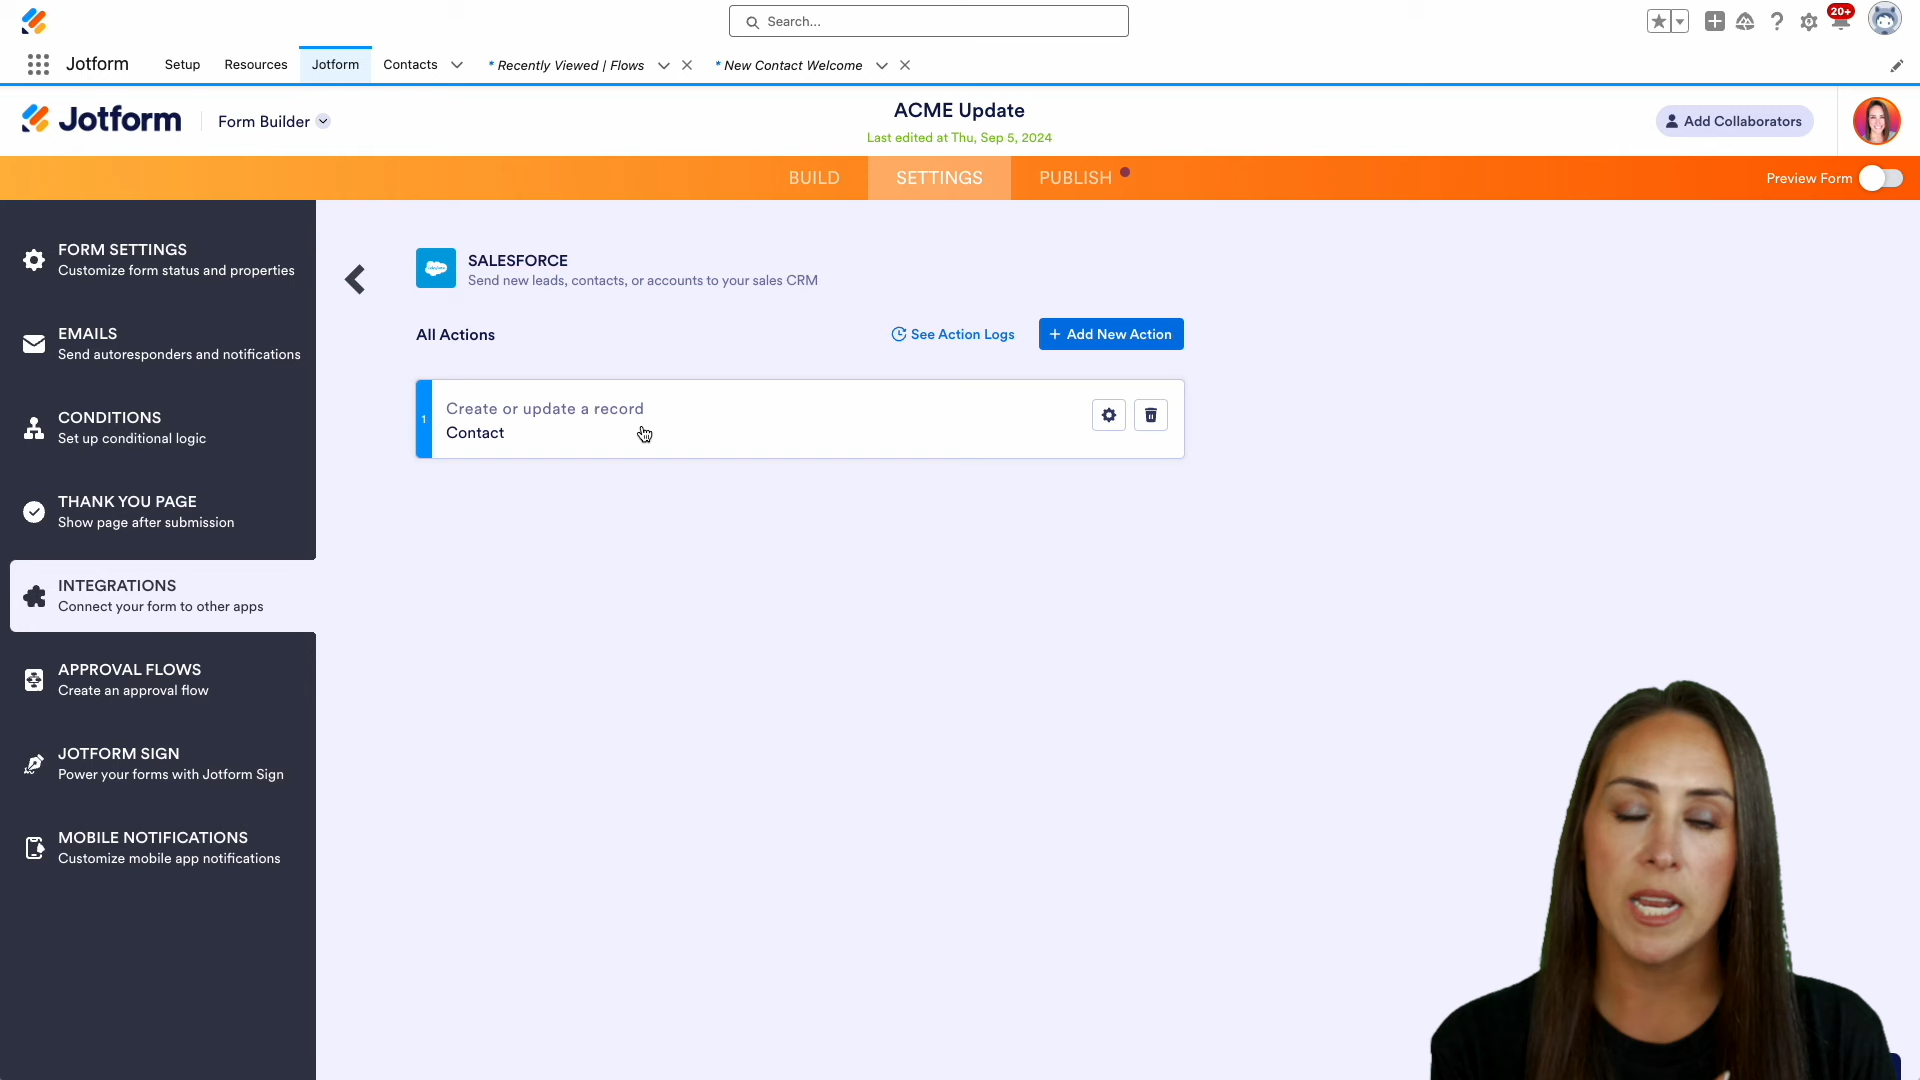 Search...
20+
Jotform
Setup
Resources
Jotform
Contacts
* Recently Viewed | Flows
* New Contact Welcome
Jotform
Form Builder
ACME Update
Last edited at Thu, Sep 5, 2024
Add Collaborators
BUILD
SETTINGS
PUBLISH
Preview Form
FORM SETTINGS
Customize form status and properties
EMAILS
Send autoresponders and notifications
CONDITIONS
Set up conditional logic
THANK YOU PAGE
Show page after submission
INTEGRATIONS
Connect your form to other apps
APPROVAL FLOWS
Create an approval flow
JOTFORM SIGN
Power your forms with Jotform Sign
MOBILE NOTIFICATIONS
Customize mobile app notifications
SALESFORCE
Send new leads, contacts, or accounts to your sales CRM
All Actions
See Action Logs
+ Add New Action
1
Create or update a record
Contact